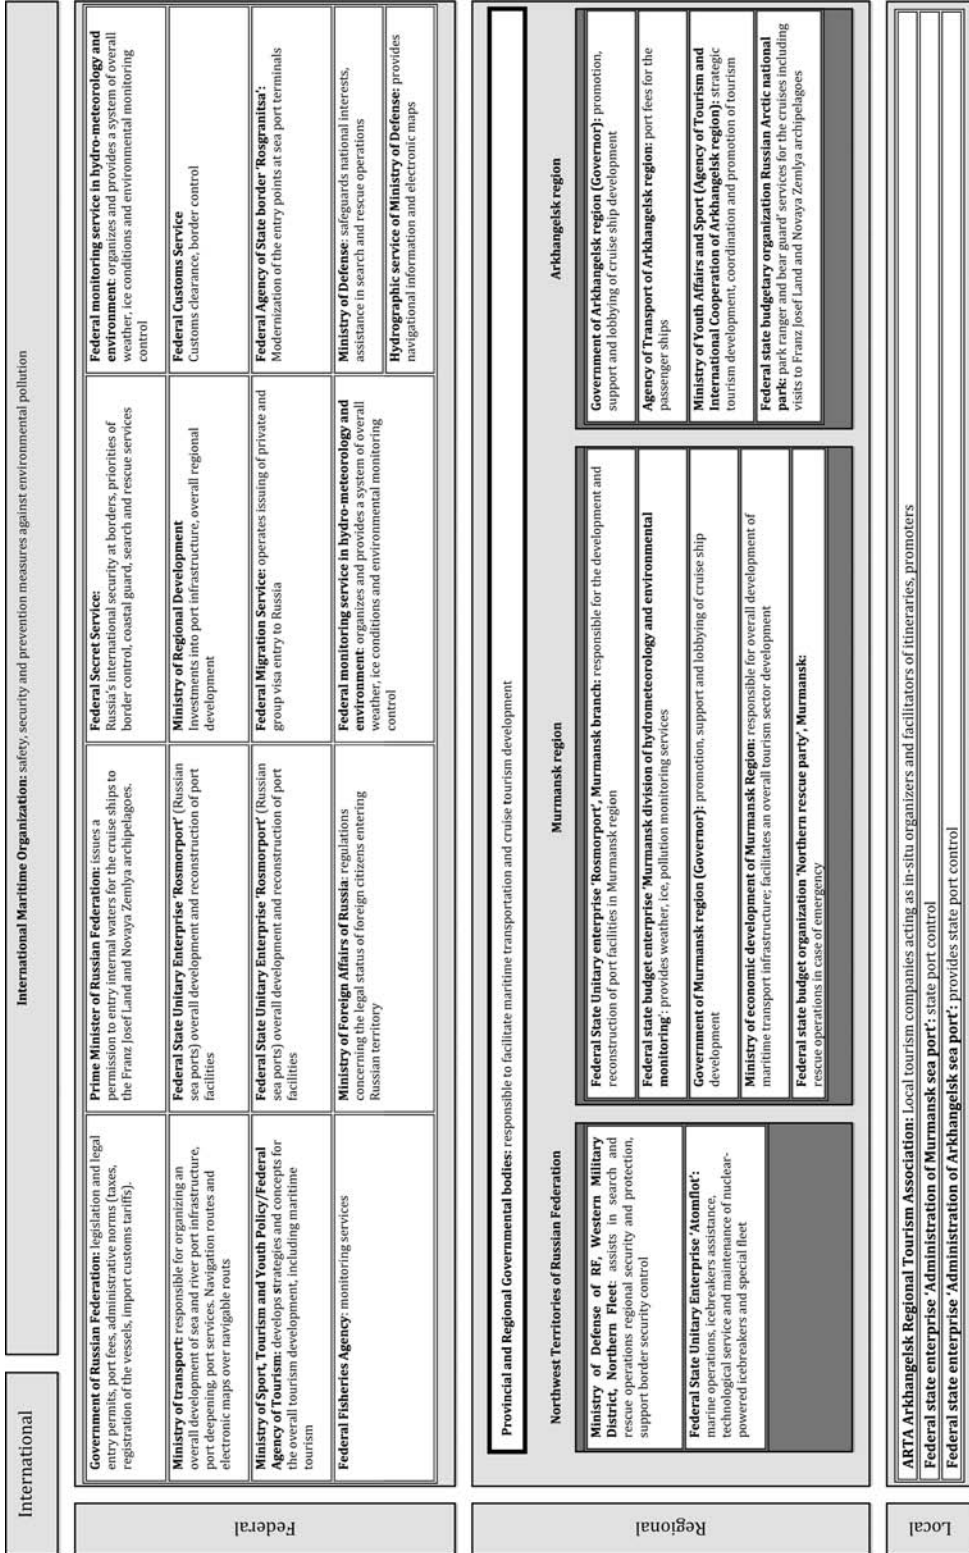 International
International Maritime Organization: safety, security and prevention measures against environmental pollution
Federal
Government of Russian Federation: legislation and legal
entry permits, port fees, administrative norms (taxes,
registration of the vessels, import customs tariffs).
Ministry of transport: responsible for organizing an
overall development of sea and river port infrastructure,
port deepening, port services. Navigation routes and
electronic maps over navigable routs
Ministry of Sport, Tourism and Youth Policy/Federal
Agency of Tourism: develops strategies and concepts for
the overall tourism development, including maritime
tourism
Federal Fisheries Agency: monitoring services
Prime Minister of Russian Federation: issues a
permission to entry internal waters for the cruise ships to
the Franz Josef Land and Novaya Zemlya archipelagoes.
Federal State Unitary Enterprise 'Rosmorport' (Russian
sea ports) overall development and reconstruction of port
facilities
Federal State Unitary Enterprise 'Rosmorport' (Russian
sea ports) overall development and reconstruction of port
facilities
Ministry of Foreign Affairs of Russia: regulations
concerning the legal status of foreign citizens entering
Russian territory
Federal Secret Service:
Russia's international security at borders, priorities of
border control, coastal guard, search and rescue services
Ministry of Regional Development
Investments into port infrastructure, overall regional
development
Federal Migration Service: operates issuing of private and
group visa entry to Russia
Federal monitoring service in hydro-meteorology and
environment: organizes and provides a system of overall
weather, ice conditions and environmental monitoring
control
Federal monitoring service in hydro-meteorology and
environment: organizes and provides a system of overall
weather, ice conditions and environmental monitoring
control
Federal Customs Service
Customs clearance, border control
Federal Agency of State border 'Rosgranitsa':
Modernization of the entry points at sea port terminals
Ministry of Defense: safeguards national interests,
assistance in search and rescue operations
Hydrographic service of Ministry of Defense: provides
navigational information and electronic maps
Regional
Provincial and Regional Governmental bodies: responsible to facilitate maritime transportation and cruise tourism development
Northwest Territories of Russian Federation
Ministry of Defense of RF, Western Military
District, Northern Fleet: assists in search and
rescue operations regional security and protection,
support border security control
Federal State Unitary Enterprise 'Atomflot':
marine operations, icebreakers assistance,
technological service and maintenance of nuclear-
powered icebreakers and special fleet
Murmansk region
Federal State Unitary enterprise 'Rosmorport', Murmansk branch: responsible for the development and
reconstruction of port facilities in Murmansk region
Federal state budget enterprise 'Murmansk division of hydrometeorology and environmental
monitoring': provides weather, ice, pollution monitoring services
Government of Murmansk region (Governor): promotion, support and lobbying of cruise ship
development
Ministry of economic development of Murmansk Region: responsible for overall development of
maritime transport infrastructure; facilitates an overall tourism sector development
Federal state budget organization 'Northern rescue party', Murmansk:
rescue operations in case of emergency
Arkhangelsk region
Government of Arkhangelsk region (Governor): promotion,
support and lobbying of cruise ship development
Agency of Transport of Arkhangelsk region: port fees for the
passenger ships
Ministry of Youth Affairs and Sport (Agency of Tourism and
International Cooperation of Arkhangelsk region): strategic
tourism development, coordination and promotion of tourism
Federal state budgetary organization Russian Arctic national
park: park ranger and bear guard' services for the cruises including
visits to Franz Josef Land and Novaya Zemlya archipelagoes
Local
ARTA Arkhangelsk Regional Tourism Association: Local tourism companies acting as in-situ organizers and facilitators of itineraries, promoters
Federal state enterprise 'Administration of Murmansk sea port': state port control
Federal state enterprise 'Administration of Arkhangelsk sea port': provides state port control